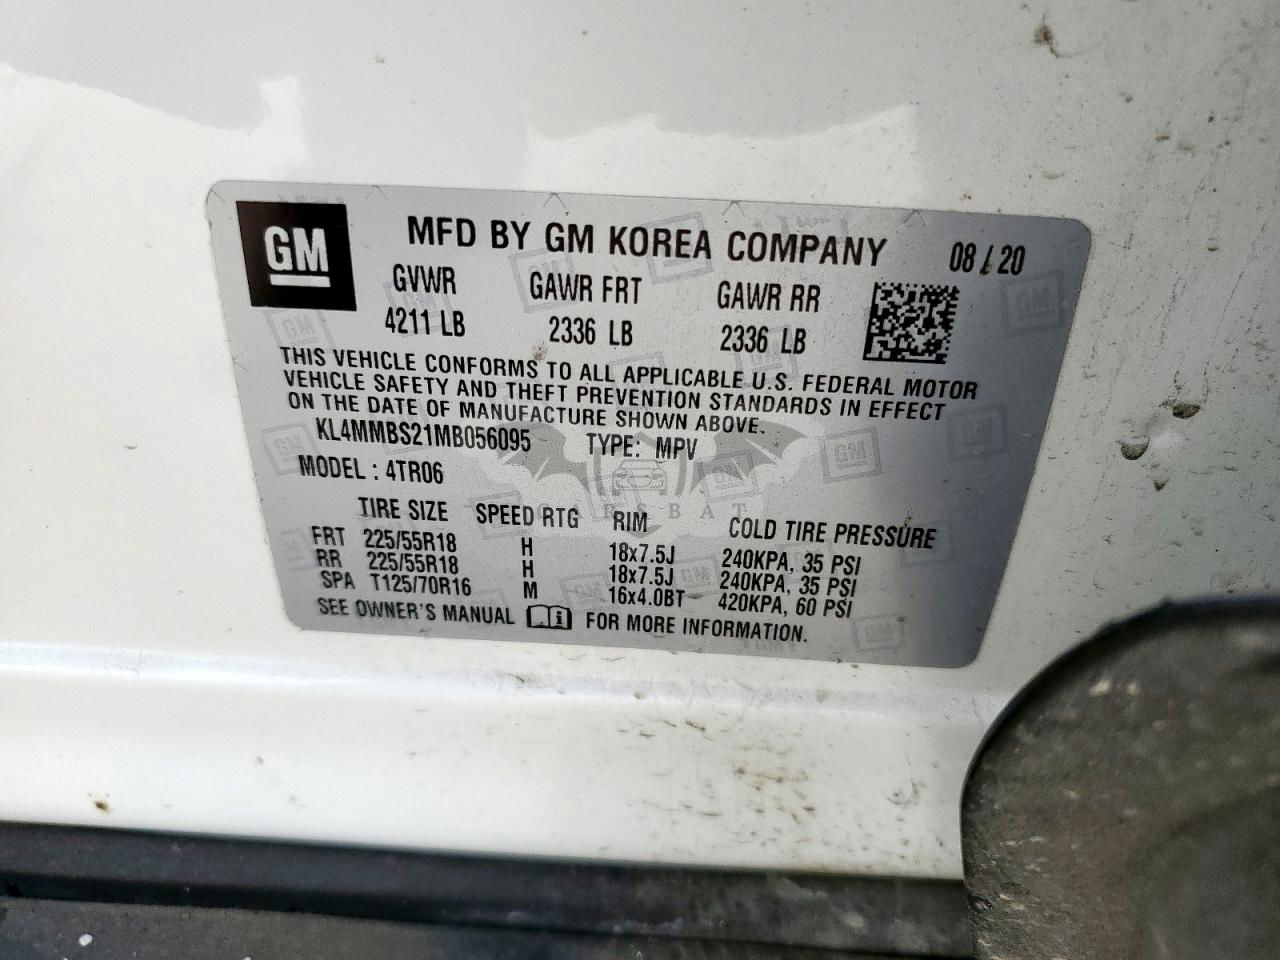 GM
MFD BY GM KOREA COMPANY 08 / 20
GVWR GAWR FRT GAWR RR
4211 LB 2336 LB 2336 LB
THIS VEHICLE CONFORMS TO ALL APPLICABLE U.S. FEDERAL MOTOR
VEHICLE SAFETY AND THEFT PREVENTION STANDARDS IN EFFECT
ON THE DATE OF MANUFACTURE SHOWN ABOVE.
KL4MMBS21MB056095 TYPE: MPV
MODEL : 4TR06
CARSBAT
TIRE SIZE SPEED RTG RIM COLD TIRE PRESSURE
FRT 225/55R18 H 18x7.5J 240KPA, 35 PSI
RR 225/55R18 H 18x7.5J 240KPA, 35 PSI
SPA T125/70R16 M 16x4.0BT 420KPA, 60 PSI
SEE OWNER'S MANUAL FOR MORE INFORMATION.